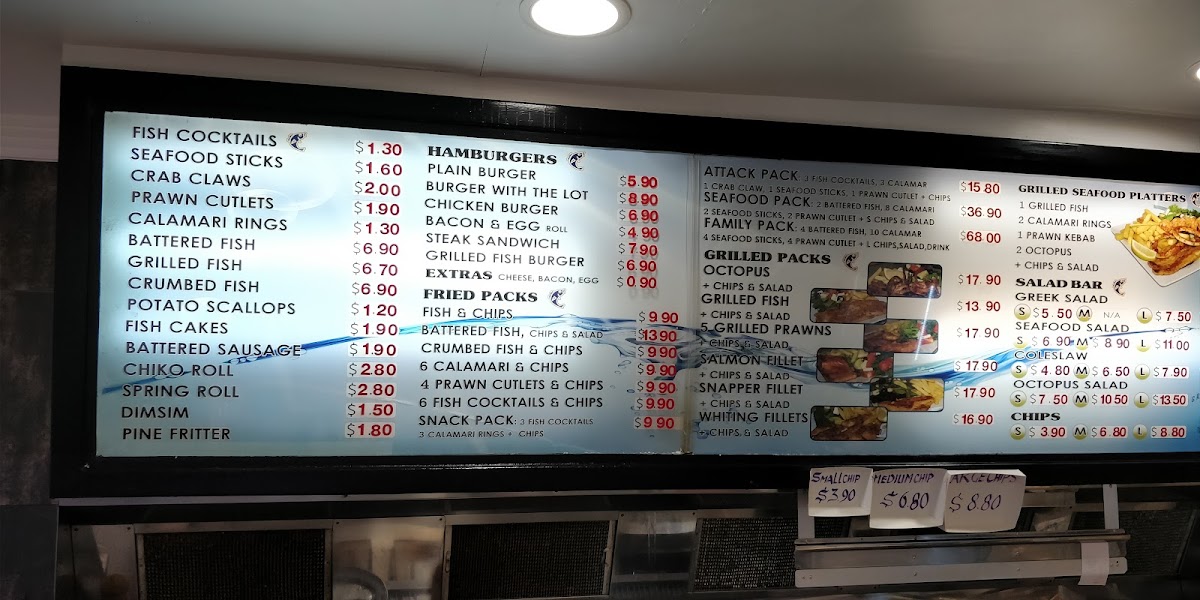 FISH COCKTAILS $1.30
SEAFOOD STICKS $1.60
CRAB CLAWS $2.00
PRAWN CUTLETS $1.90
CALAMARI RINGS $1.30
BATTERED FISH $6.90
GRILLED FISH $6.70
CRUMBED FISH $6.90
POTATO SCALLOPS $1.20
FISH CAKES $1.90
BATTERED SAUSAGE $1.90
CHIKO ROLL $2.80
SPRING ROLL $2.80
DIMSIM $1.50
PINE FRITTER $1.80
HAMBURGERS
PLAIN BURGER $5.90
BURGER WITH THE LOT $8.90
CHICKEN BURGER $6.90
BACON & EGG ROLL $4.90
STEAK SANDWICH $7.90
GRILLED FISH BURGER $6.90
EXTRAS CHEESE, BACON, EGG $0.90
FRIED PACKS
FISH & CHIPS $9.90
BATTERED FISH, CHIPS & SALAD $13.90
CRUMBED FISH & CHIPS $9.90
6 CALAMARI & CHIPS $9.90
4 PRAWN CUTLETS & CHIPS $9.90
6 FISH COCKTAILS & CHIPS $9.90
SNACK PACK: 3 FISH COCKTAILS $9.90
3 CALAMARI RINGS + CHIPS
ATTACK PACK: 3 FISH COCKTAILS, 3 CALAMAR $15.80
1 CRAB CLAW, 1 SEAFOOD STICKS, 1 PRAWN CUTLET + CHIPS
SEAFOOD PACK: 2 BATTERED FISH, 8 CALAMARI $36.90
2 SEAFOOD STICKS, 2 PRAWN CUTLET + S CHIPS & SALAD
FAMILY PACK: 4 BATTERED FISH, 10 CALAMAR $68.00
4 SEAFOOD STICKS, 4 PRAWN CUTLET + L CHIPS,SALAD,DRINK
GRILLED PACKS
OCTOPUS $17.90
+ CHIPS & SALAD
GRILLED FISH $13.90
+ CHIPS & SALAD
5 GRILLED PRAWNS $17.90
+ CHIPS & SALAD
SALMON FILLET $17.90
+ CHIPS & SALAD
SNAPPER FILLET $17.90
+ CHIPS & SALAD
WHITING FILLETS $16.90
+ CHIPS & SALAD
GRILLED SEAFOOD PLATTERS
1 GRILLED FISH
2 CALAMARI RINGS
1 PRAWN KEBAB
2 OCTOPUS
+ CHIPS & SALAD
SALAD BAR
GREEK SALAD
S $5.50 M N/A L $7.50
SEAFOOD SALAD
S $6.90 M $8.90 L $11.00
COLESLAW
S $4.80 M $6.50 L $7.90
OCTOPUS SALAD
S $7.50 M $10.50 L $13.50
CHIPS
S $3.90 M $6.80 L $8.80
SMALL CHIP MEDIUM CHIP LARGE CHIPS
$3.90 $6.80 $8.80